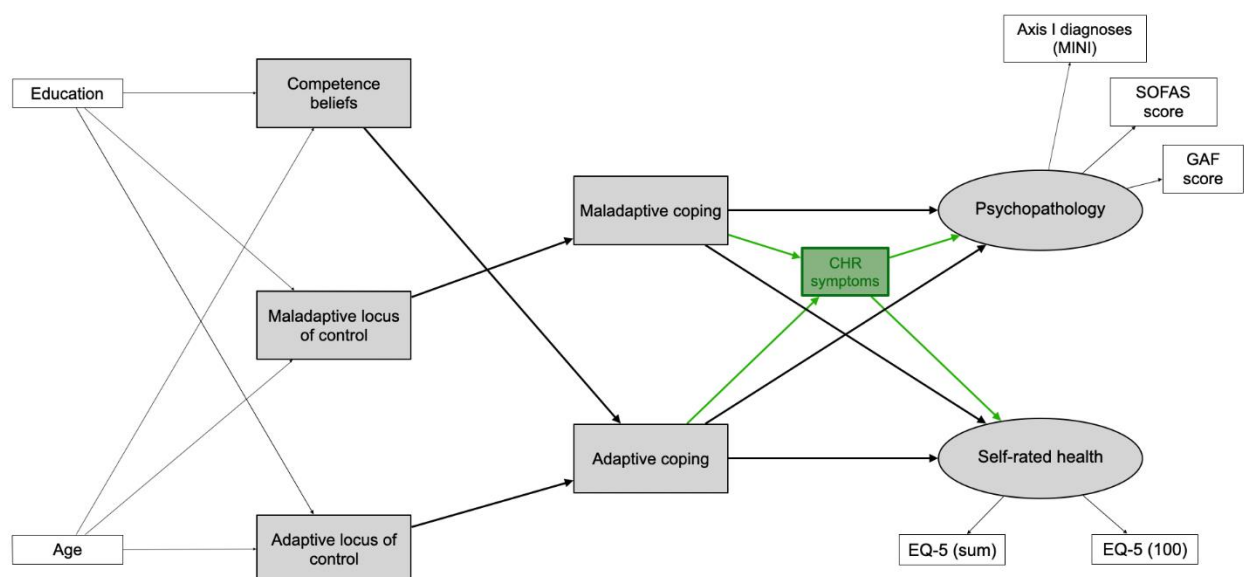 Axis I diagnoses
(MINI)
Education
Competence
beliefs
SOFAS
score
GAF
score
Maladaptive coping
Psychopathology
CHR
symptoms
Maladaptive locus
of control
Adaptive coping
Self-rated health
Age
Adaptive locus of
control
EQ-5 (sum)
EQ-5 (100)